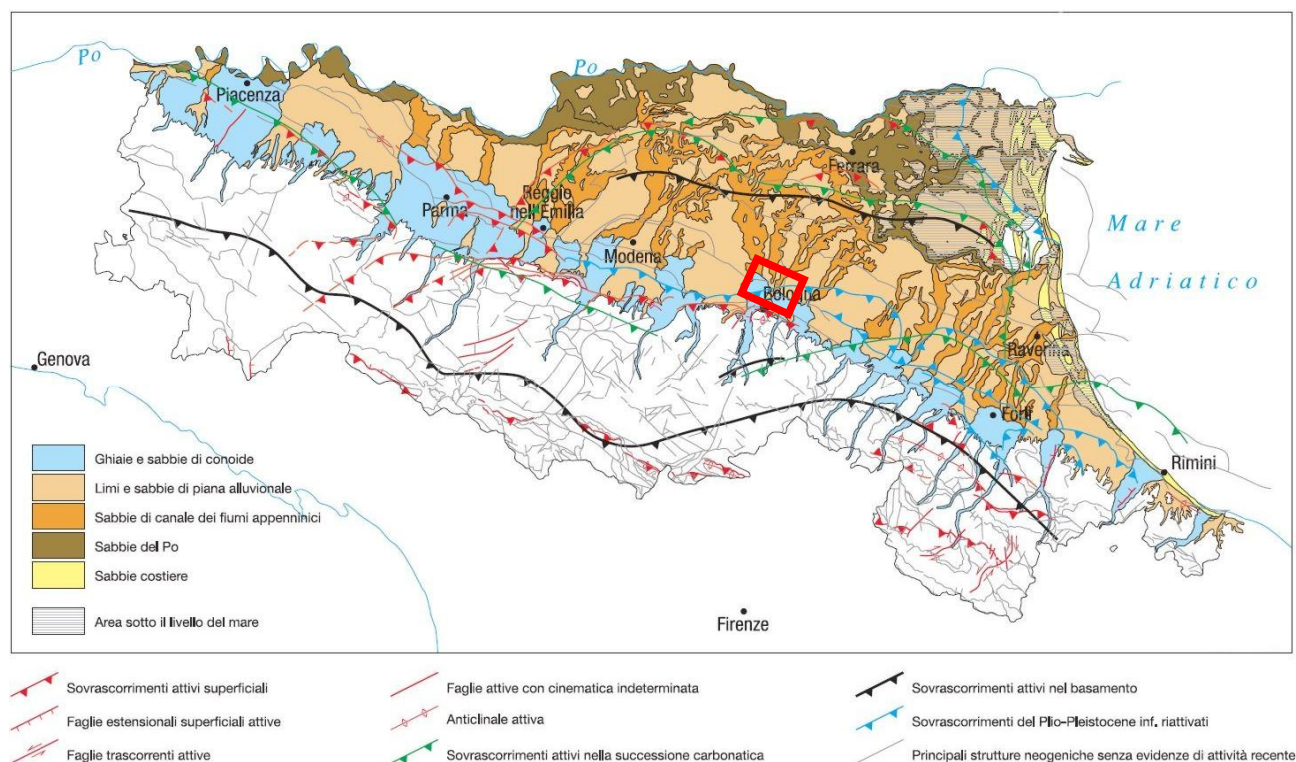 Po
Po
Piacenza
Ferrara
Parma
Reggio
nell'Emilia
Modena
Mare
Adriatico
Bologna
Ravenna
Genova
Forlì
Rimini
Firenze
Ghiaie e sabbie di conoide
Limi e sabbie di piana alluvionale
Sabbie di canale dei fiumi appenninici
Sabbie del Po
Sabbie costiere
Area sotto il livello del mare
Sovrascorrimenti attivi superficiali
Faglie estensionali superficiali attive
Faglie trascorrenti attive
Faglie attive con cinematica indeterminata
Anticlinale attiva
Sovrascorrimenti attivi nella successione carbonatica
Sovrascorrimenti attivi nel basamento
Sovrascorrimenti del Plio-Pleistocene inf. riattivati
Principali strutture neogeniche senza evidenze di attività recente